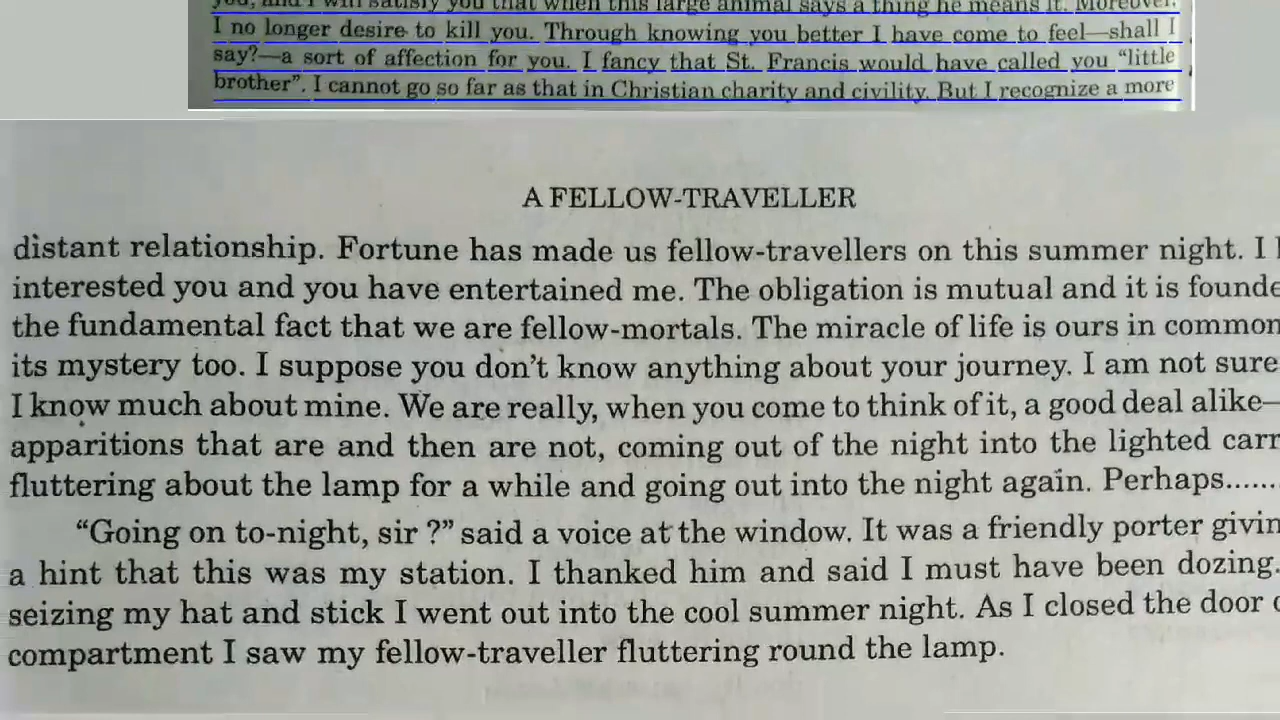 you, and I will satisfy you that when this large animal says a thing he means it. Moreover,
I no longer desire to kill you. Through knowing you better I have come to feel—shall I
say?—a sort of affection for you. I fancy that St. Francis would have called you “little
brother”. I cannot go so far as that in Christian charity and civility. But I recognize a more
A FELLOW-TRAVELLER
distant relationship. Fortune has made us fellow-travellers on this summer night. I
interested you and you have entertained me. The obligation is mutual and it is founde
the fundamental fact that we are fellow-mortals. The miracle of life is ours in common
its mystery too. I suppose you don’t know anything about your journey. I am not sure
I know much about mine. We are really, when you come to think of it, a good deal alike—
apparitions that are and then are not, coming out of the night into the lighted carr
fluttering about the lamp for a while and going out into the night again. Perhaps......
“Going on to-night, sir ?” said a voice at the window. It was a friendly porter givin
a hint that this was my station. I thanked him and said I must have been dozing.
seizing my hat and stick I went out into the cool summer night. As I closed the door
compartment I saw my fellow-traveller fluttering round the lamp.